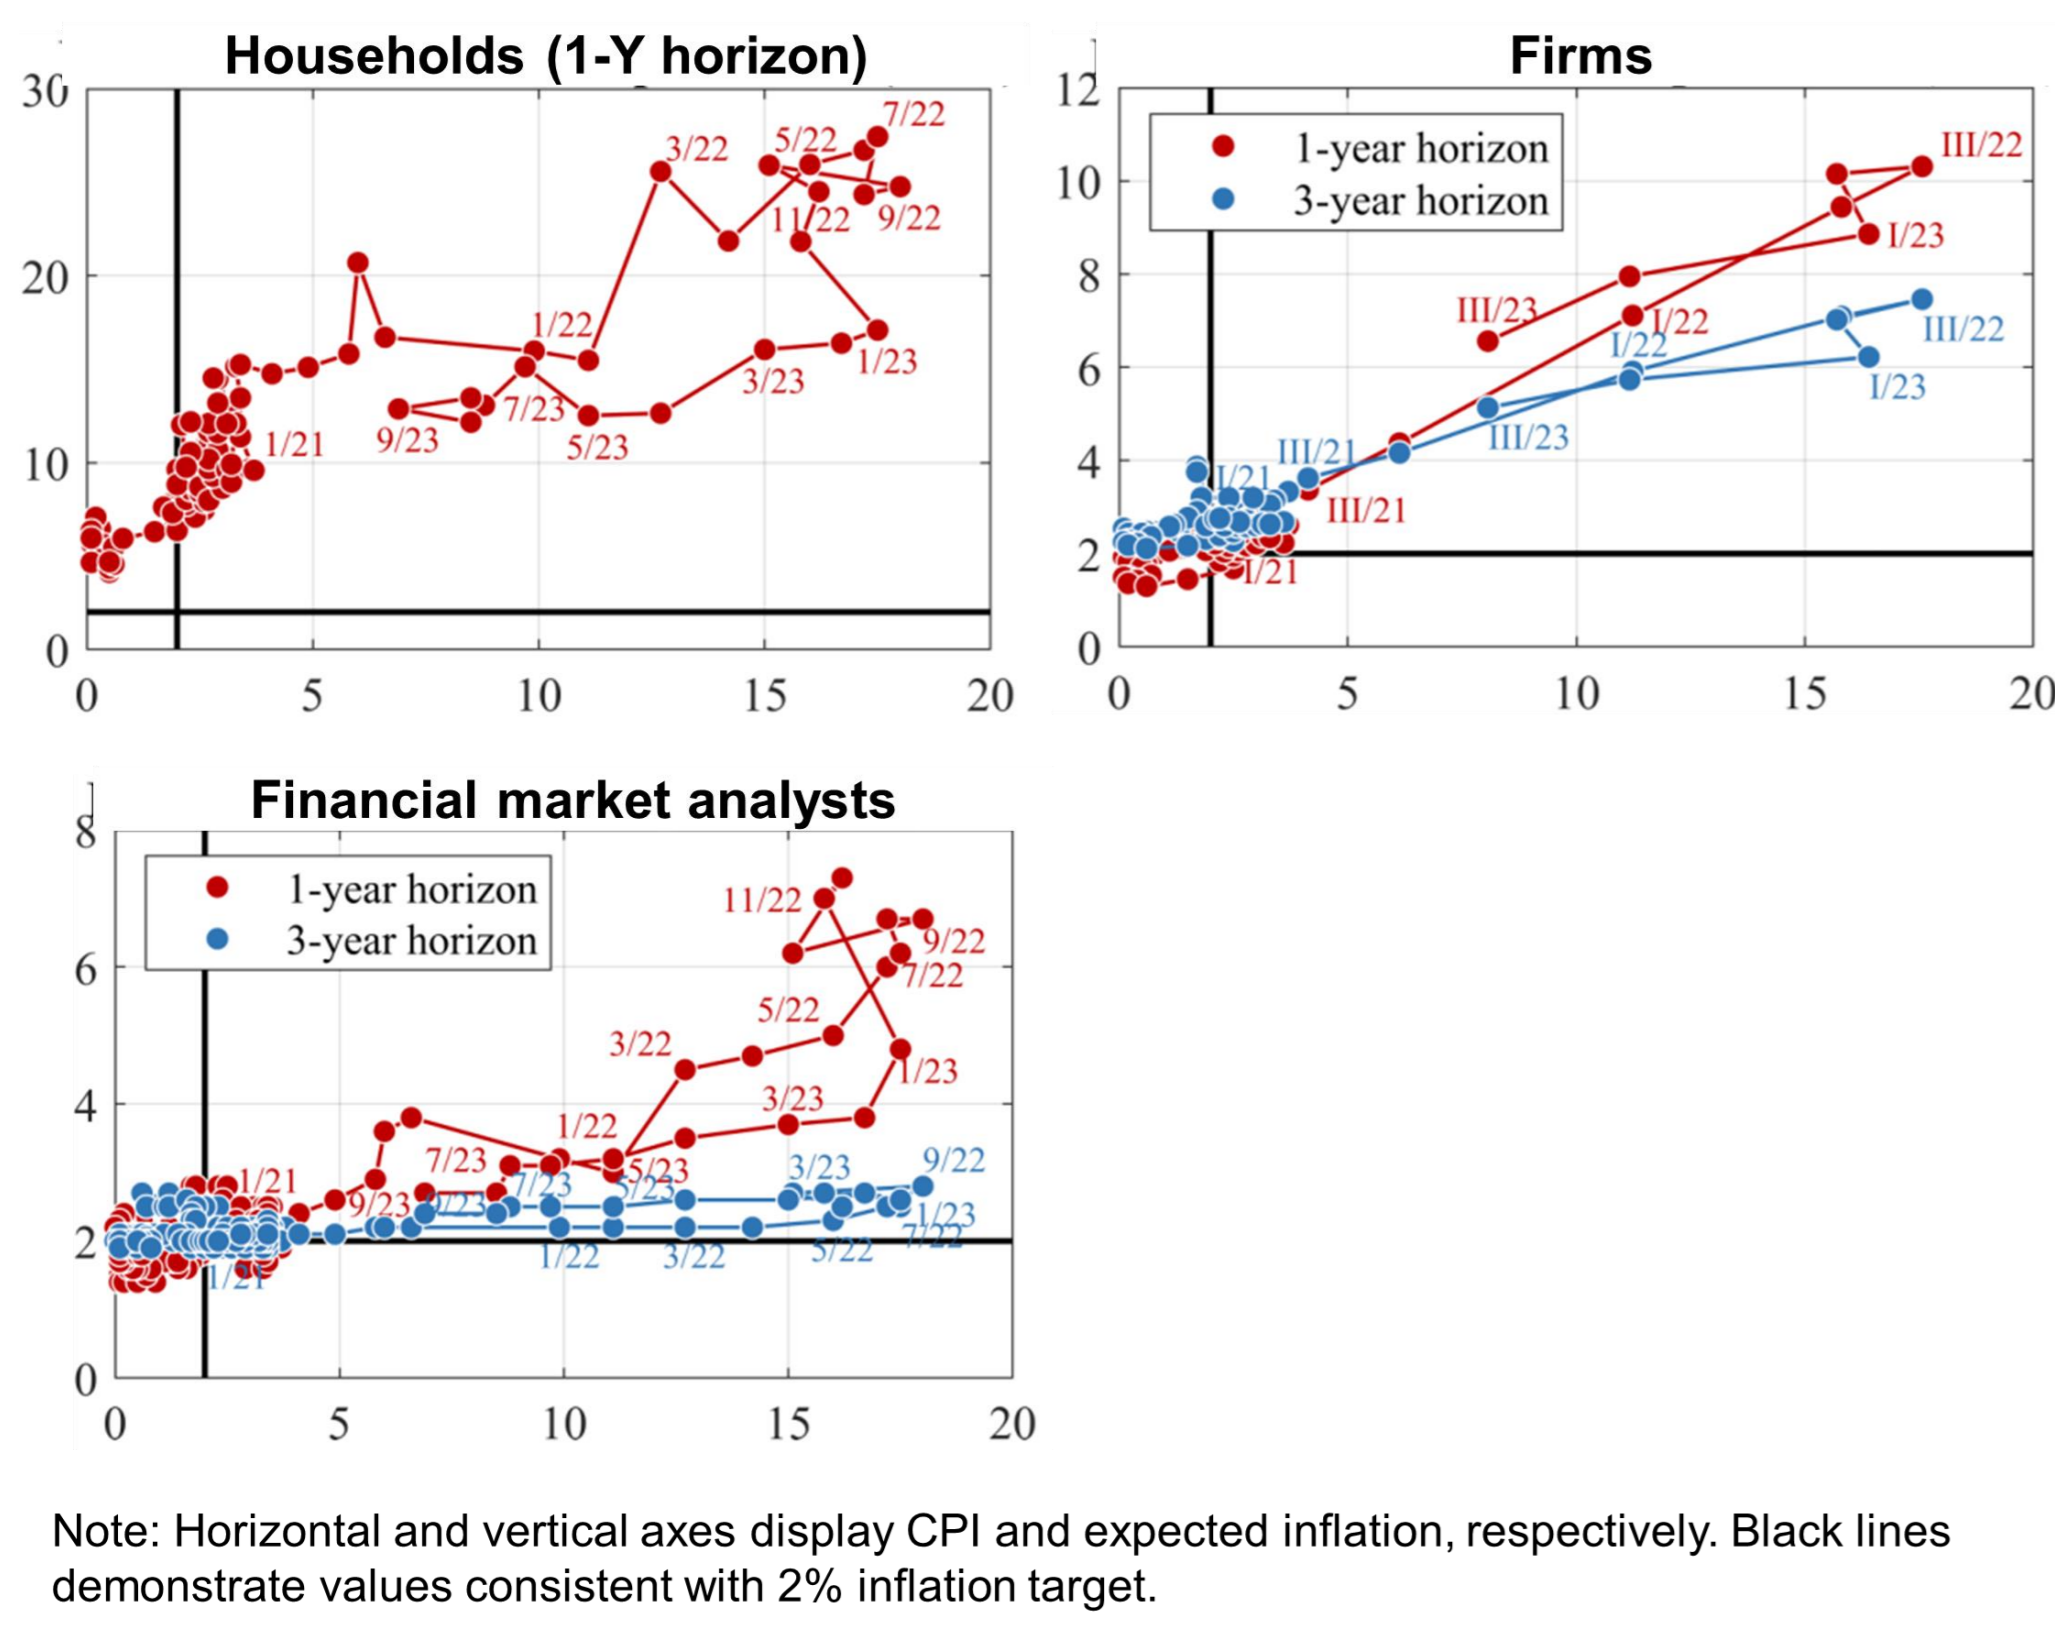 Households (1-Y horizon)
30
20
10
0
0 5 10 15 20
7/22
5/22
3/22
11/22
9/22
1/22
1/23
3/23
7/23
9/23
5/23
1/21
Firms
12
10
8
6
4
2
0
0 5 10 15 20
1-year horizon
3-year horizon
III/22
I/23
III/23
I/22
I/22
III/22
I/23
III/23
III/21
I/21
III/21
I/21
Financial market analysts
8
6
4
2
0
0 5 10 15 20
1-year horizon
3-year horizon
11/22
9/22
7/22
5/22
3/22
1/23
3/23
1/22
7/23
5/23
1/21
9/23
9/22
3/23
7/23
5/23
9/23
1/23
7/22
5/22
3/22
1/22
1/21
Note: Horizontal and vertical axes display CPI and expected inflation, respectively. Black lines
demonstrate values consistent with 2% inflation target.